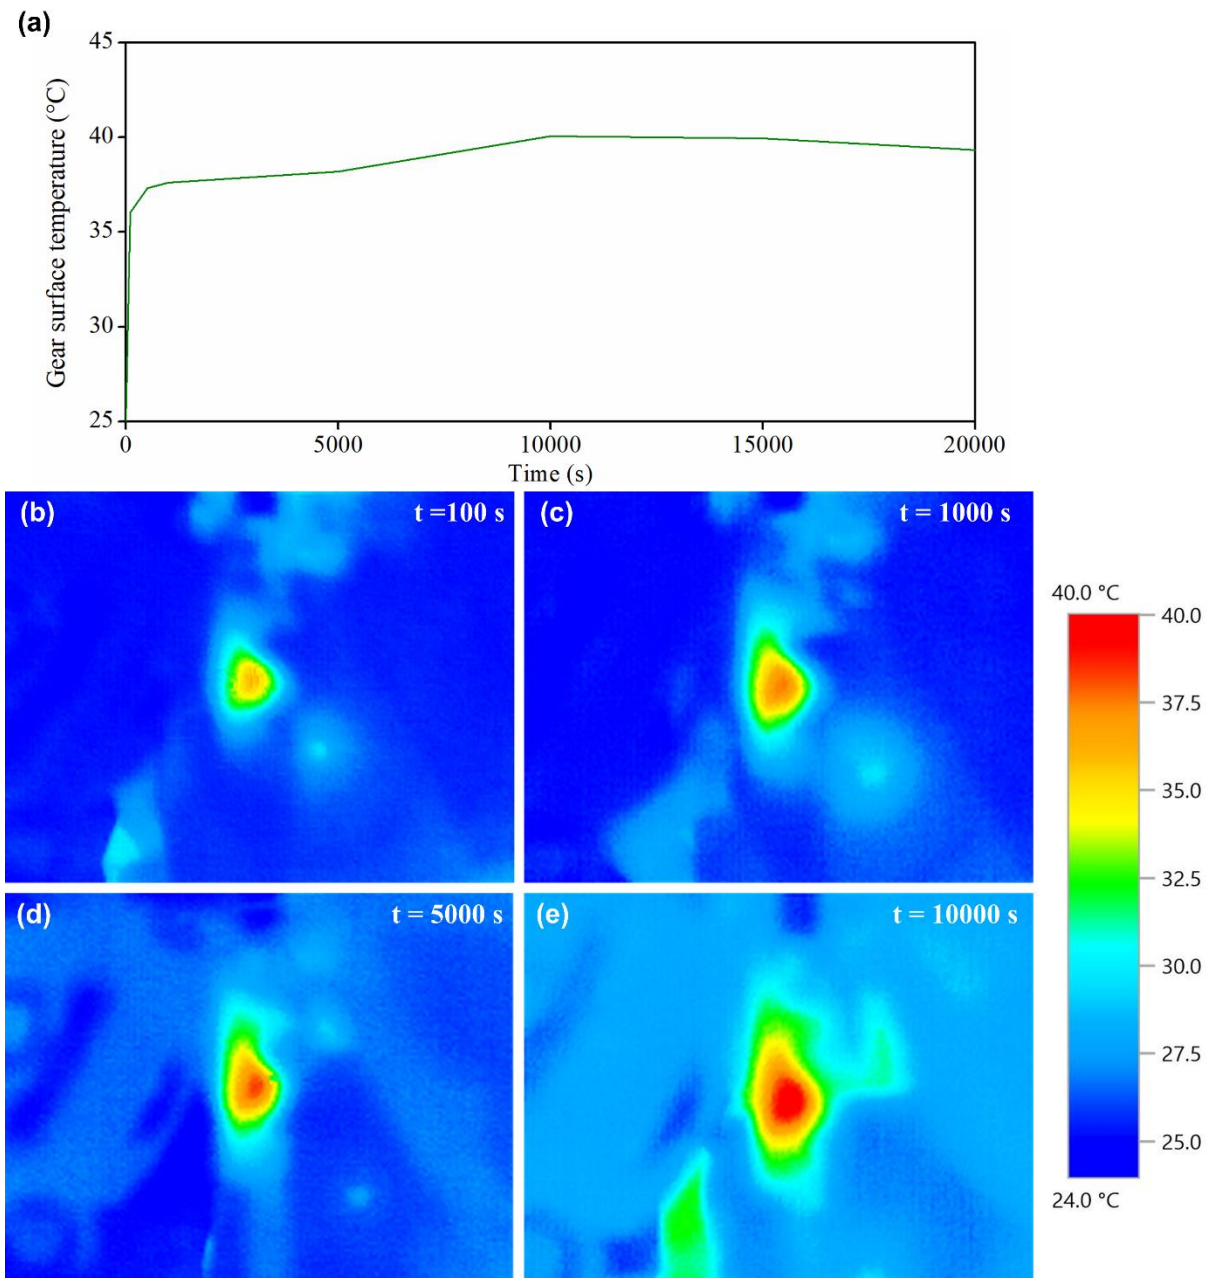 (a)
45
40
35
30
25
Gear surface temperature (°C)
0 5000 10000 15000 20000
Time (s)
(b) t =100 s
(c) t = 1000 s
(d) t = 5000 s
(e) t = 10000 s
40.0 °C
40.0
37.5
35.0
32.5
30.0
27.5
25.0
24.0 °C